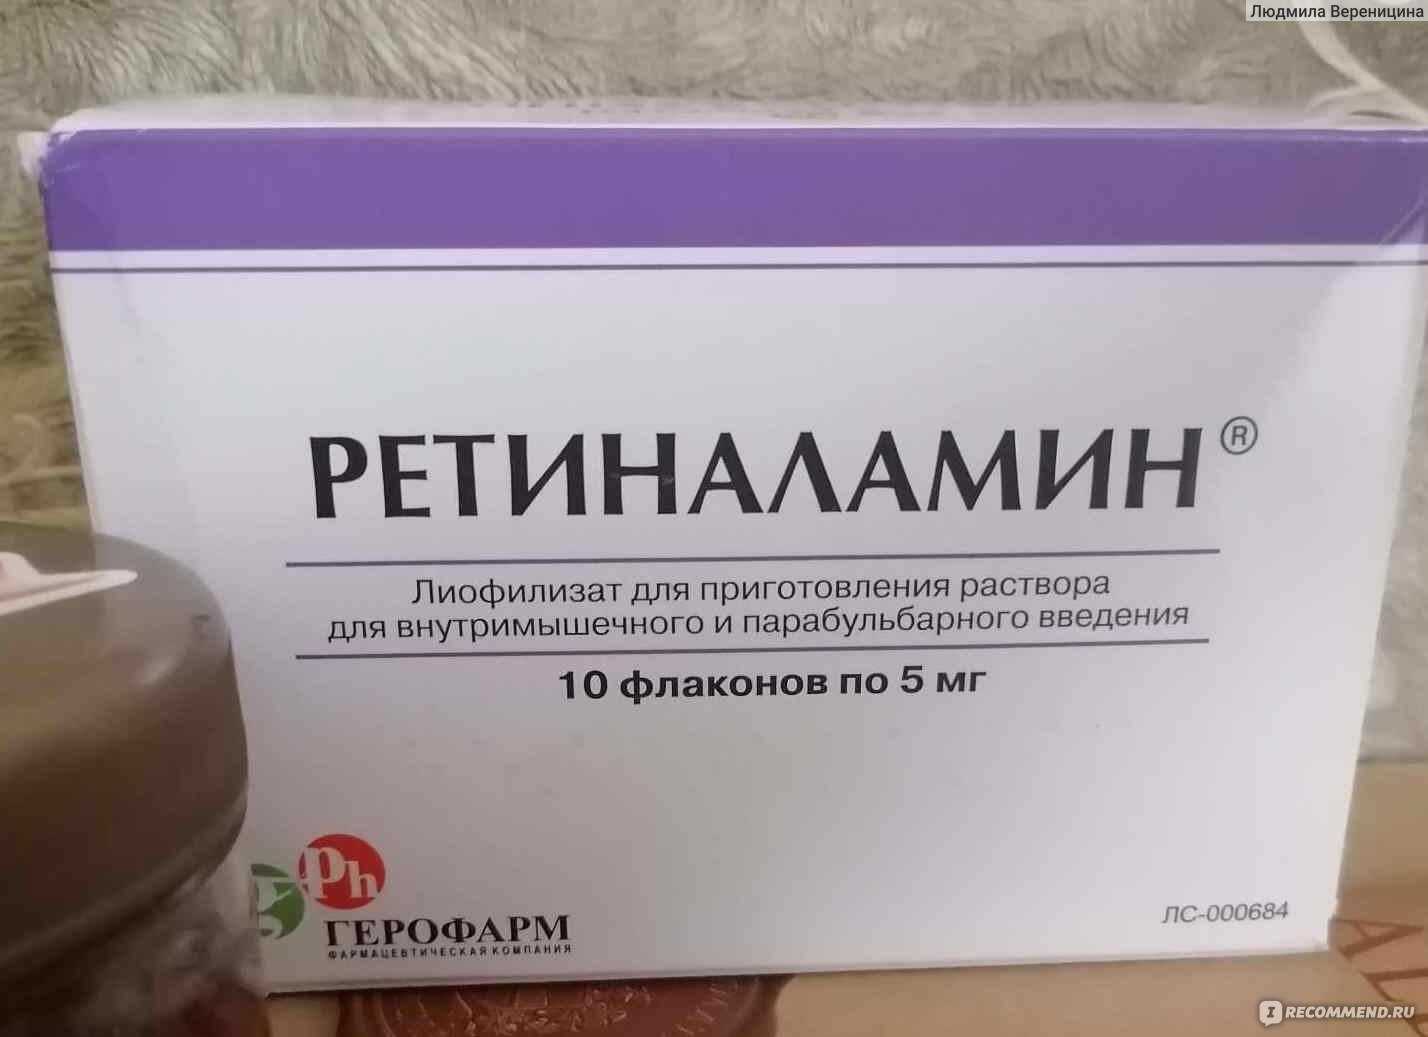 Людмила Вереницина
РЕТИНАЛАМИН ®
Лиофилизат для приготовления раствора
для внутримышечного и парабульбарного введения
10 флаконов по 5 мг
Ph
ГЕРОФАРМ
ФАРМАЦЕВТИЧЕСКАЯ КОМПАНИЯ
ЛС-000684
IRECOMMEND.RU